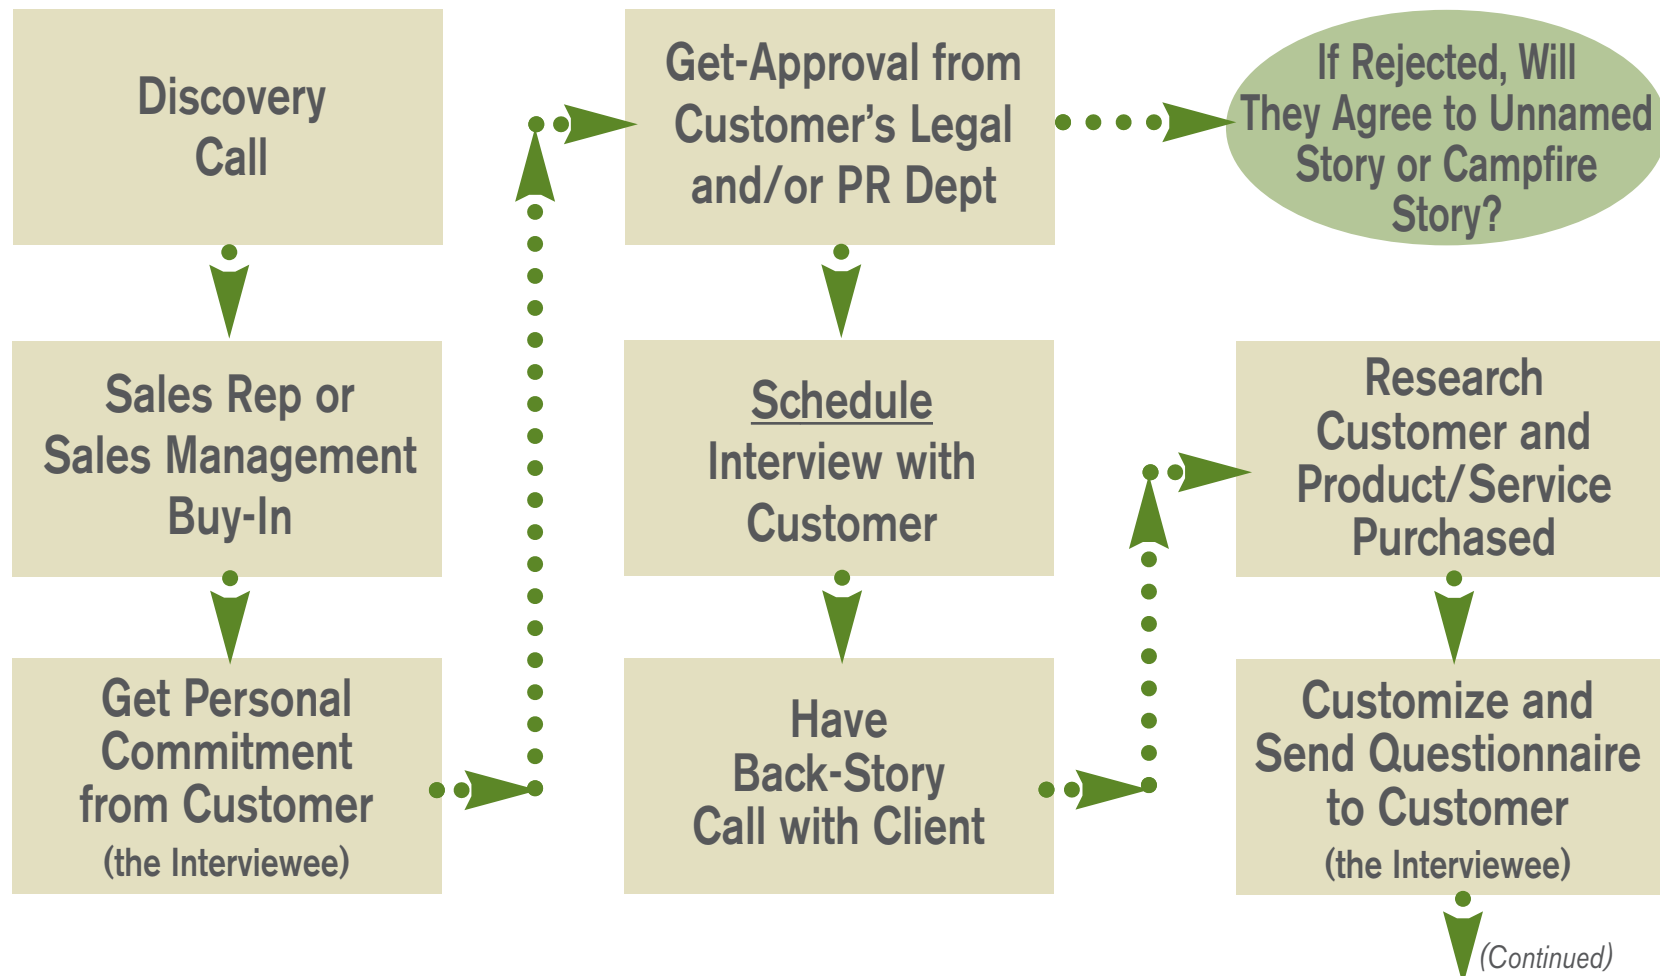 Discovery
Call
Sales Rep or
Sales Management
Buy-In
Get Personal
Commitment
from Customer
(the Interviewee)
Get-Approval from
Customer’s Legal
and/or PR Dept
Schedule
Interview with
Customer
Have
Back-Story
Call with Client
If Rejected, Will
They Agree to Unnamed
Story or Campfire
Story?
Research
Customer and
Product/Service
Purchased
Customize and
Send Questionnaire
to Customer
(the Interviewee)
(Continued)